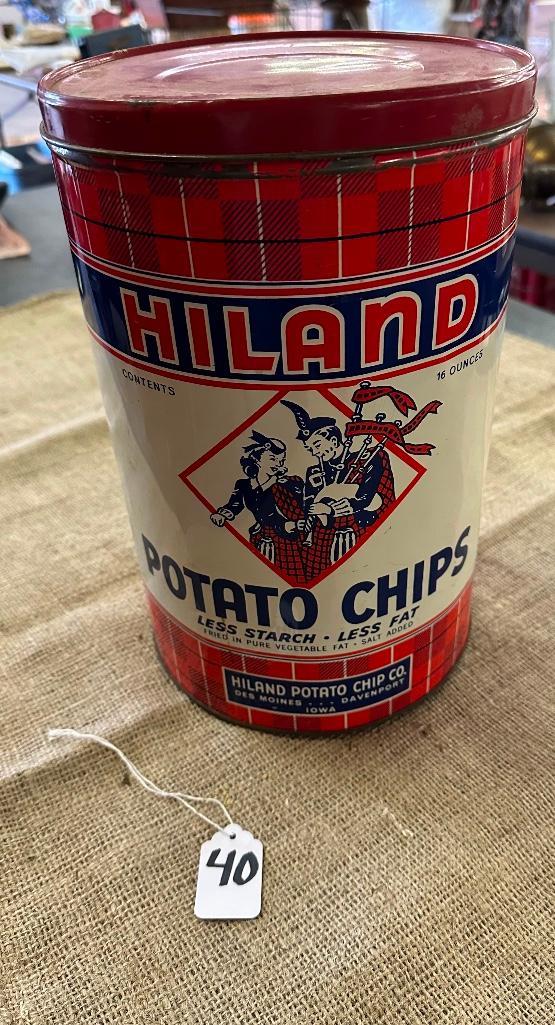 HILAND
CONTENTS 16 OUNCES
POTATO CHIPS
LESS STARCH · LESS FAT
FRIED IN PURE VEGETABLE FAT · SALT ADDED
HILAND POTATO CHIP CO.
DES MOINES . . . DAVENPORT
IOWA
40